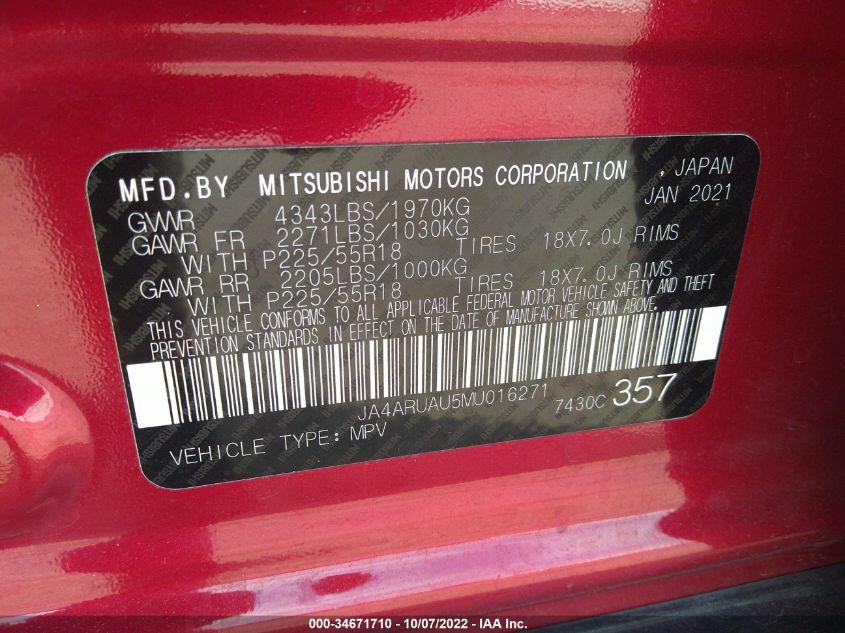 MFD.BY MITSUBISHI MOTORS CORPORATION , JAPAN
GVWR 4343LBS/1970KG JAN 2021
GAWR FR 2271LBS/1030KG
WITH P225/55R18 TIRES 18X7.0J RIMS
GAWR RR 2205LBS/1000KG
WITH P225/55R18 TIRES 18X7.0J RIMS
THIS VEHICLE CONFORMS TO ALL APPLICABLE FEDERAL MOTOR VEHICLE SAFETY AND THEFT
PREVENTION STANDARDS IN EFFECT ON THE DATE OF MANUFACTURE SHOWN ABOVE.
JA4ARUAU5MU016271 7430C 357
VEHICLE TYPE: MPV
000-34671710 - 10/07/2022 - IAA Inc.